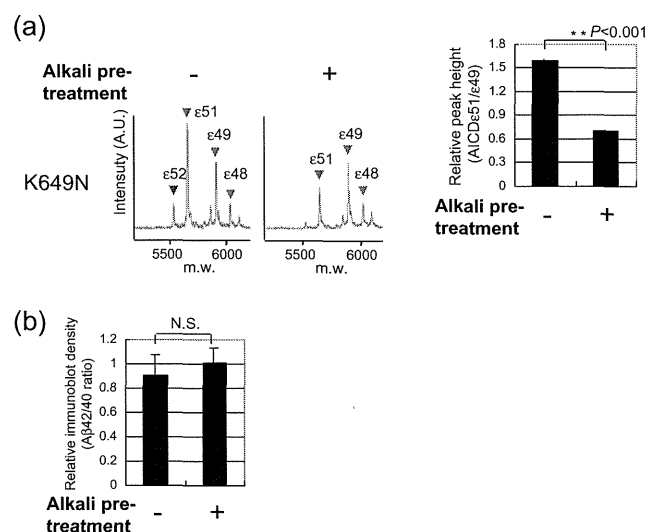 (a)
Alkali pre-
treatment
-
+
K649N
Intensuty (A.U.)
ε52
ε51
ε49
ε48
ε51
ε49
ε48
5500
6000
m.w.
5500
6000
m.w.
** P<0.001
Relative peak height
(AICDε51/ε49)
1.8
1.5
1.2
0.9
0.6
0.3
0
Alkali pre-
treatment
-
+
(b)
N.S.
Relative immunoblot density
(Aβ42/40 ratio)
1.2
1
0.8
0.6
0.4
0.2
0
Alkali pre-
treatment
-
+